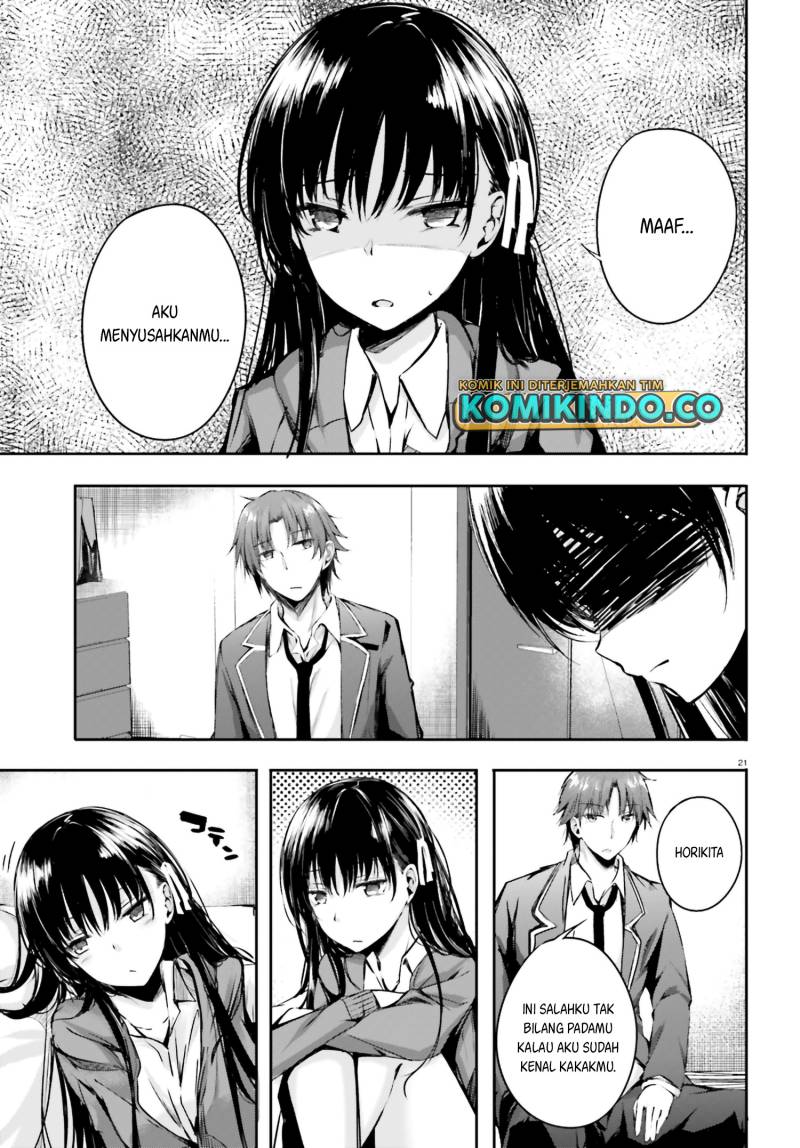 MAAF...
AKU
MENYUSAHKANMU...
KOMIK INI DITERJEMAHKAN TIM
KOMIKINDO.CO
21
HORIKITA
INI SALAHKU TAK
BILANG PADAMU
KALAU AKU SUDAH
KENAL KAKAKMU.